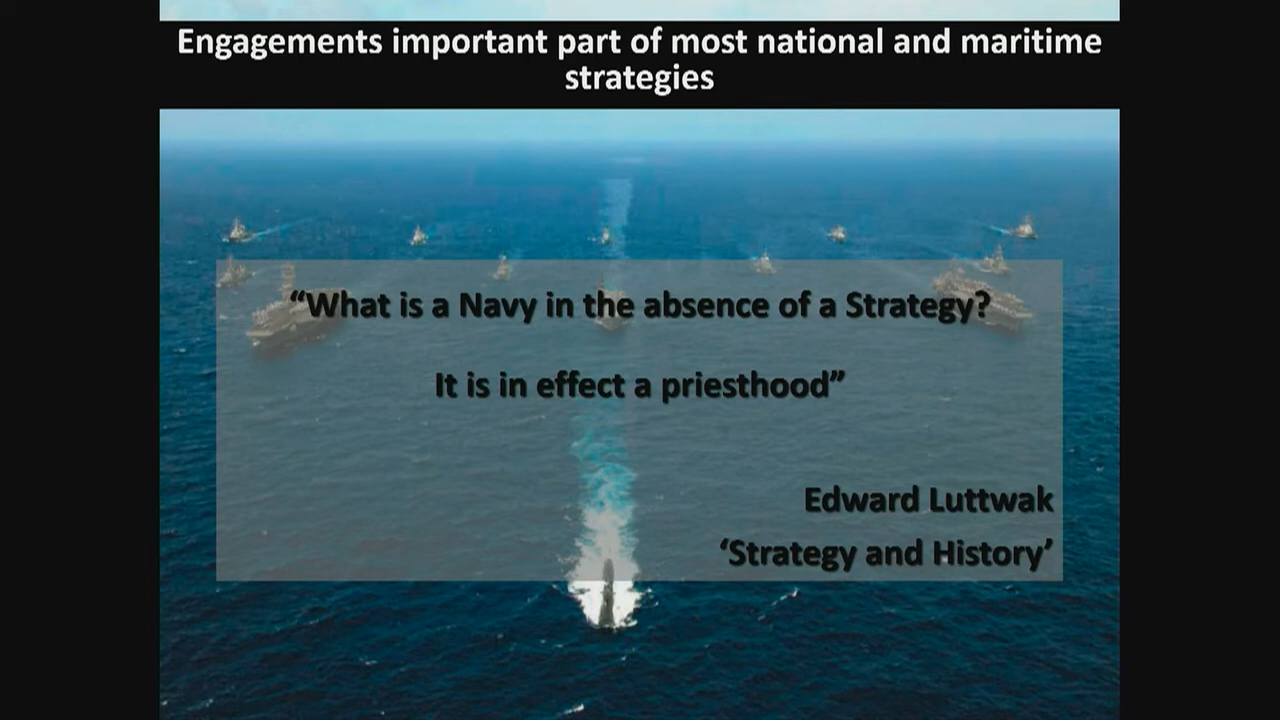 Engagements important part of most national and maritime
strategies
“What is a Navy in the absence of a Strategy?
It is in effect a priesthood”
Edward Luttwak
‘Strategy and History’